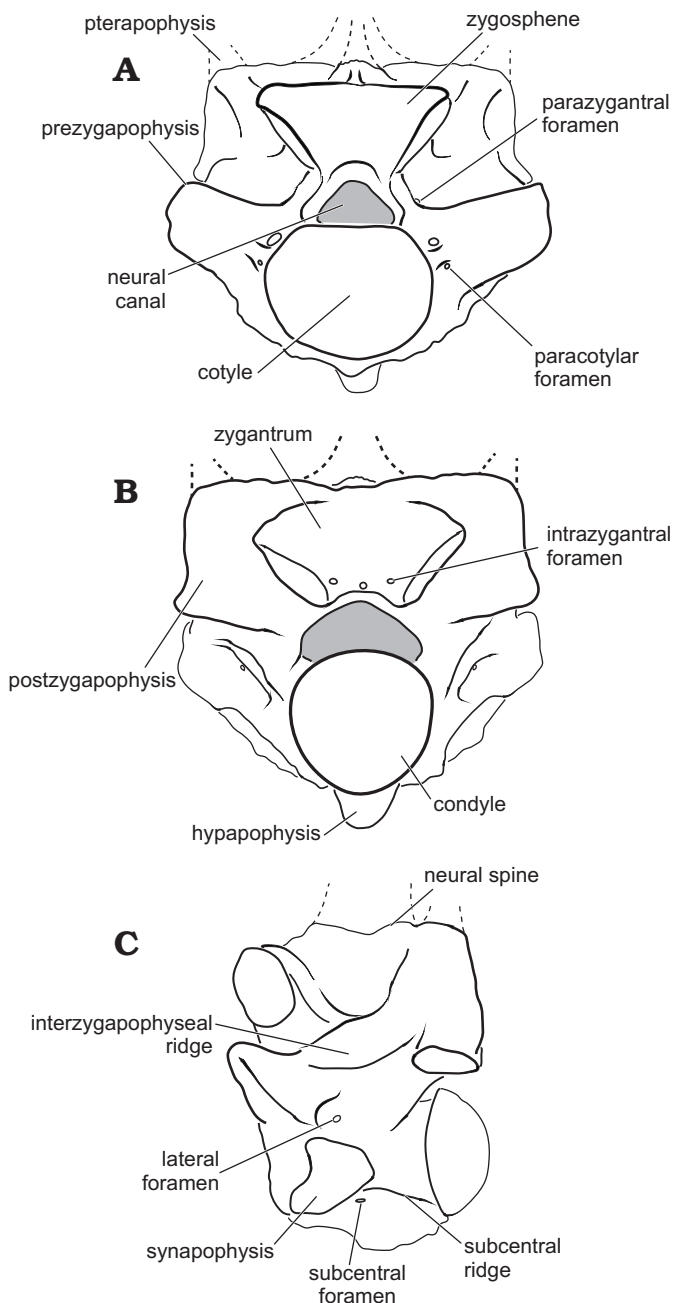 pterapophysis
zygosphene
A
parazygantral
foramen
prezygapophysis
neural
canal
cotyle
paracotylar
foramen
zygantrum
B
intrazygantral
foramen
postzygapophysis
condyle
hypapophysis
neural spine
C
interzygapophyseal
ridge
lateral
foramen
synapophysis
subcentral
foramen
subcentral
ridge